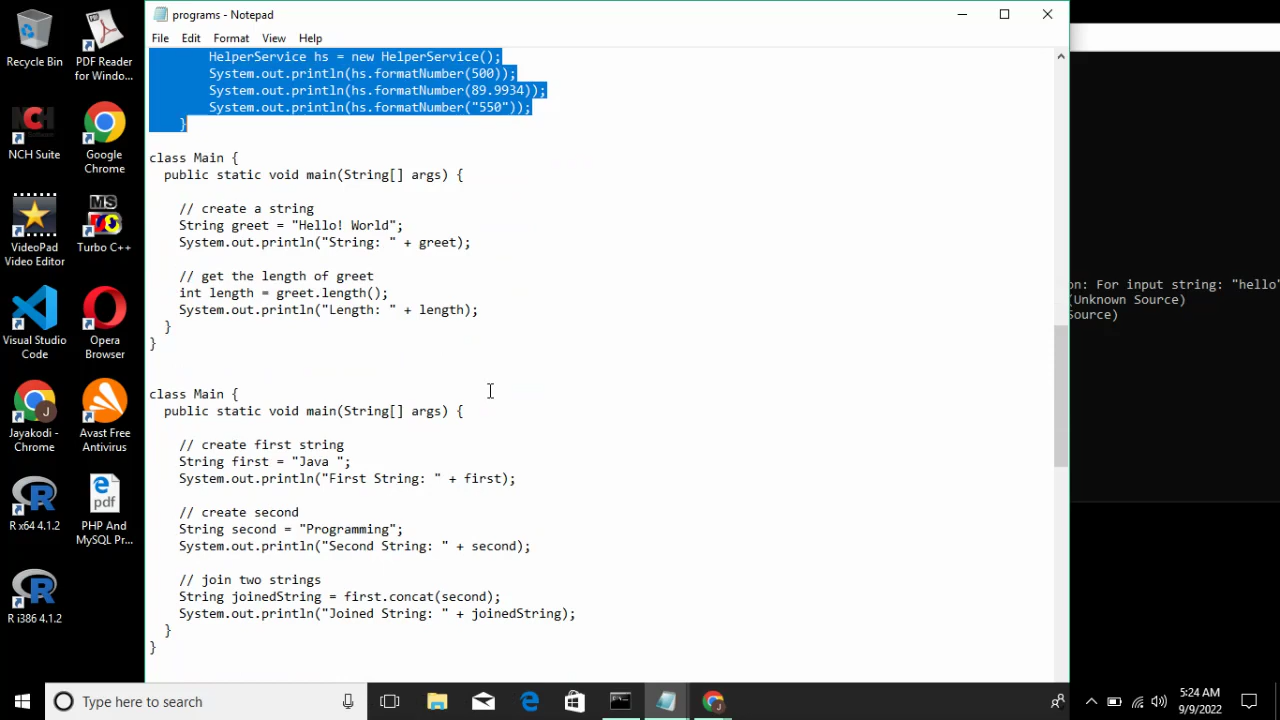 programs - Notepad
File Edit Format View Help
HelperService hs = new HelperService();
System.out.println(hs.formatNumber(500));
System.out.println(hs.formatNumber(89.9934));
System.out.println(hs.formatNumber("550"));
}
class Main {
public static void main(String[] args) {
// create a string
String greet = "Hello! World";
System.out.println("String: " + greet);
// get the length of greet
int length = greet.length();
System.out.println("Length: " + length);
}
}
class Main {
public static void main(String[] args) {
// create first string
String first = "Java ";
System.out.println("First String: " + first);
// create second
String second = "Programming";
System.out.println("Second String: " + second);
// join two strings
String joinedString = first.concat(second);
System.out.println("Joined String: " + joinedString);
}
}
on: For input string: "hello"
(Unknown Source)
Source)
Recycle Bin
PDF Reader
for Windo...
NCH
NCH Suite
Google
Chrome
VideoPad
Video Editor
MS
Turbo C++
Visual Studio
Code
Opera
Browser
J
Jayakodi -
Chrome
Avast Free
Antivirus
R x64 4.1.2
pdf
PHP And
MySQL Pr...
R i386 4.1.2
Type here to search
J
5:24 AM
9/9/2022